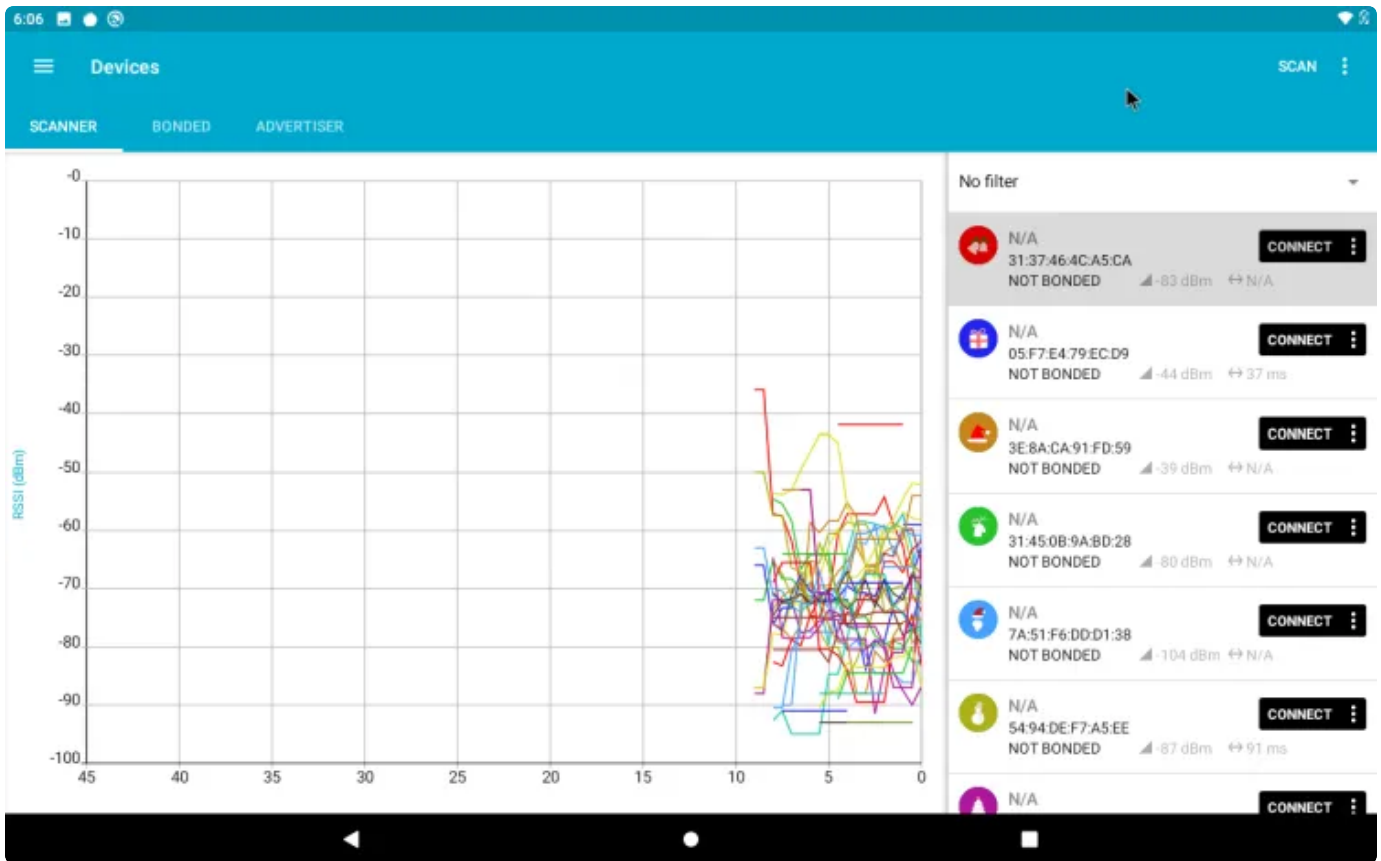 6:06
Devices
SCAN
SCANNER
BONDED
ADVERTISER
RSSI (dBm)
-0
-10
-20
-30
-40
-50
-60
-70
-80
-90
-100
45 40 35 30 25 20 15 10 5 0
No filter
N/A
CONNECT
31:37:46:4C:A5:CA
NOT BONDED -83 dBm N/A
N/A
CONNECT
05:F7:E4:79:EC:D9
NOT BONDED -44 dBm 37 ms
N/A
CONNECT
3E:8A:CA:91:FD:59
NOT BONDED -39 dBm N/A
N/A
CONNECT
31:45:0B:9A:BD:28
NOT BONDED -80 dBm N/A
N/A
CONNECT
7A:51:F6:DD:D1:38
NOT BONDED -104 dBm N/A
N/A
CONNECT
54:94:DE:F7:A5:EE
NOT BONDED -87 dBm 91 ms
N/A
CONNECT